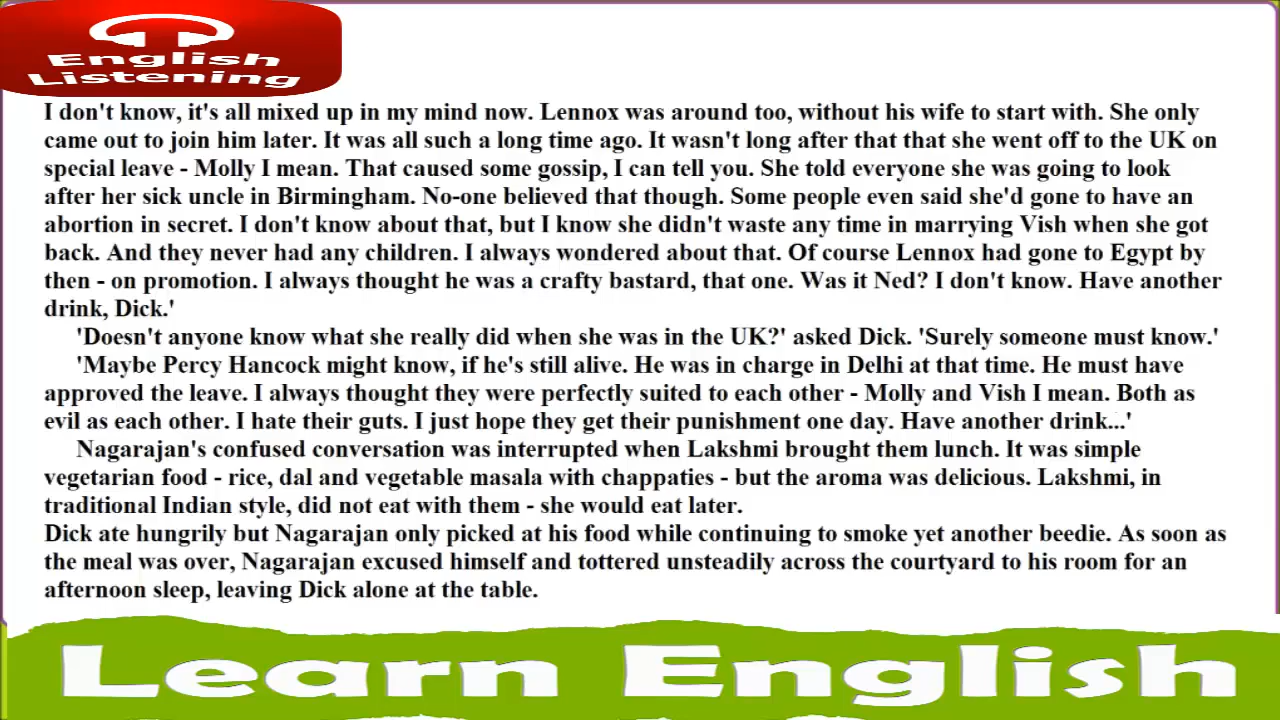 English
Listening
I don't know, it's all mixed up in my mind now. Lennox was around too, without his wife to start with. She only
came out to join him later. It was all such a long time ago. It wasn't long after that that she went off to the UK on
special leave - Molly I mean. That caused some gossip, I can tell you. She told everyone she was going to look
after her sick uncle in Birmingham. No-one believed that though. Some people even said she'd gone to have an
abortion in secret. I don't know about that, but I know she didn't waste any time in marrying Vish when she got
back. And they never had any children. I always wondered about that. Of course Lennox had gone to Egypt by
then - on promotion. I always thought he was a crafty bastard, that one. Was it Ned? I don't know. Have another
drink, Dick.'
'Doesn't anyone know what she really did when she was in the UK?' asked Dick. 'Surely someone must know.'
'Maybe Percy Hancock might know, if he's still alive. He was in charge in Delhi at that time. He must have
approved the leave. I always thought they were perfectly suited to each other - Molly and Vish I mean. Both as
evil as each other. I hate their guts. I just hope they get their punishment one day. Have another drink...'
Nagarajan's confused conversation was interrupted when Lakshmi brought them lunch. It was simple
vegetarian food - rice, dal and vegetable masala with chappaties - but the aroma was delicious. Lakshmi, in
traditional Indian style, did not eat with them - she would eat later.
Dick ate hungrily but Nagarajan only picked at his food while continuing to smoke yet another beedie. As soon as
the meal was over, Nagarajan excused himself and tottered unsteadily across the courtyard to his room for an
afternoon sleep, leaving Dick alone at the table.
Learn English